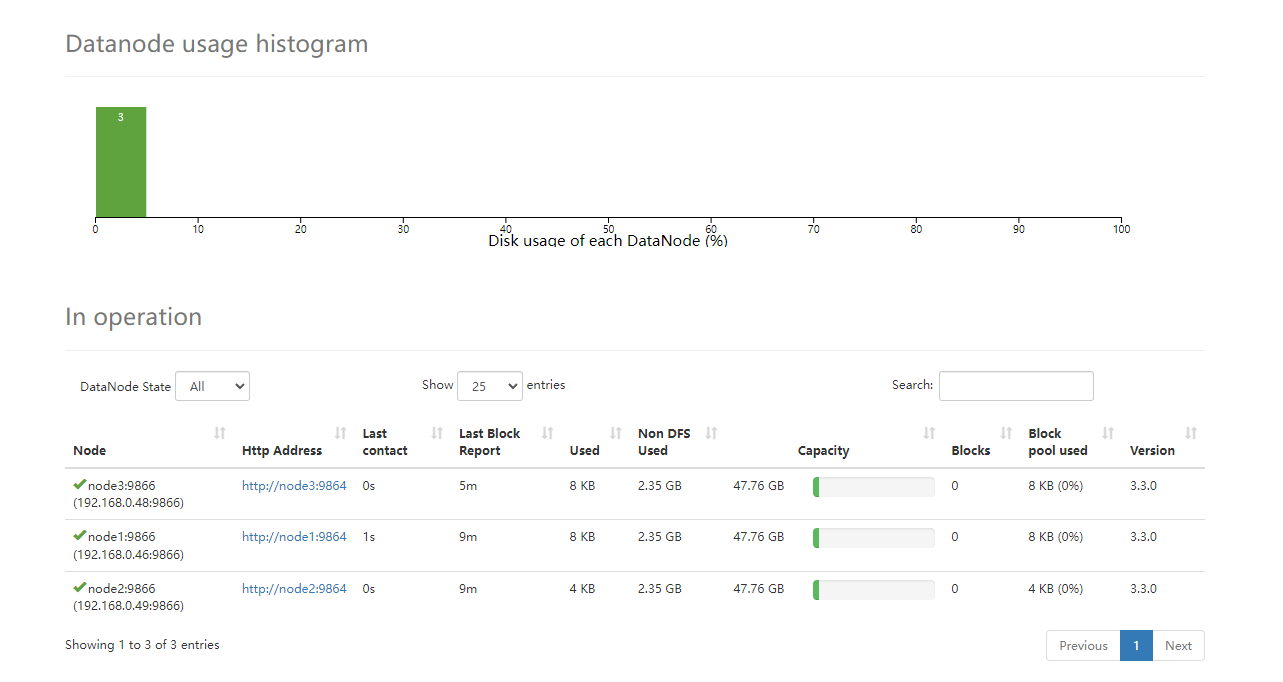 Datanode usage histogram
3
0 10 20 30 40 50 60 70 80 90 100
Disk usage of each DataNode (%)
In operation
DataNode State All Show 25 entries Search:
Node Http Address Last contact Last Block Report Used Non DFS Used Capacity Blocks Block pool used Version
node3:9866 http://node3:9864 0s 5m 8 KB 2.35 GB 47.76 GB 0 8 KB (0%) 3.3.0
(192.168.0.48:9866)
node1:9866 http://node1:9864 1s 9m 8 KB 2.35 GB 47.76 GB 0 8 KB (0%) 3.3.0
(192.168.0.46:9866)
node2:9866 http://node2:9864 0s 9m 4 KB 2.35 GB 47.76 GB 0 4 KB (0%) 3.3.0
(192.168.0.49:9866)
Showing 1 to 3 of 3 entries Previous 1 Next